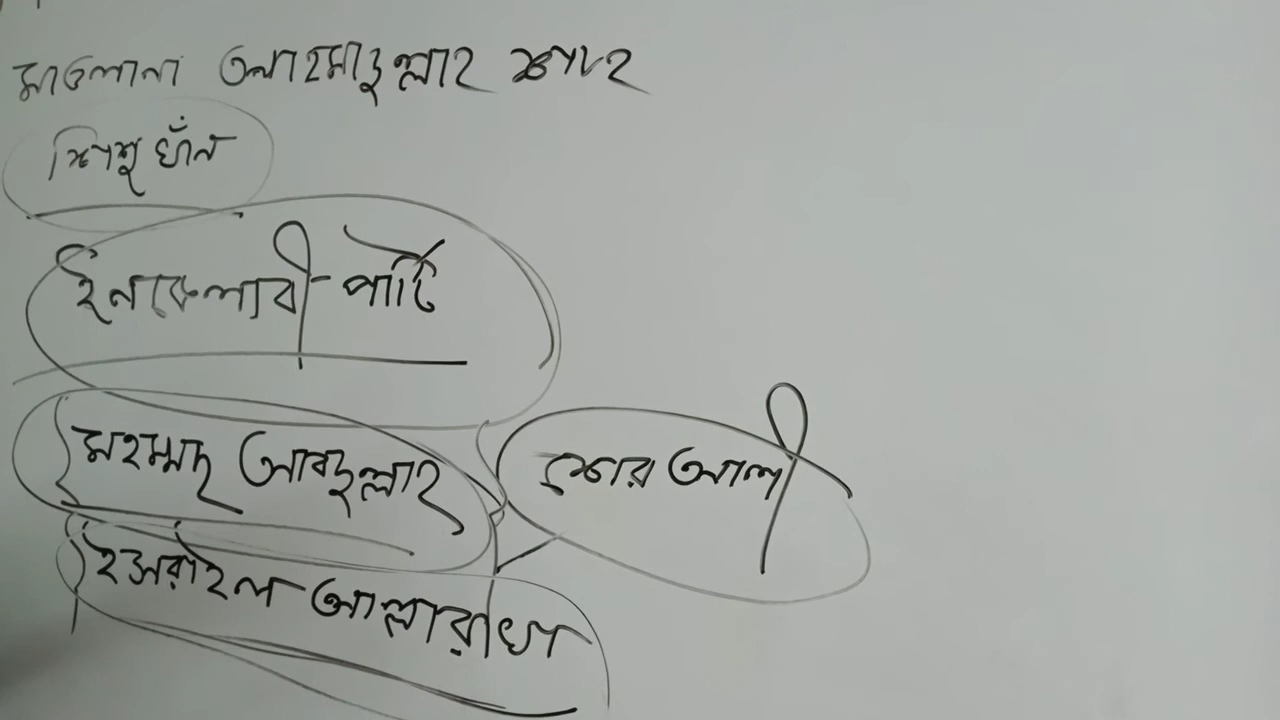 মাওলানা আহমাদুল্লাহ শাহ
শিশু খাঁন
ইনকেলাবী পার্টি
মহম্মদ আবদুল্লাহ
শের আলী
ইসরাইল আল্লারাখা